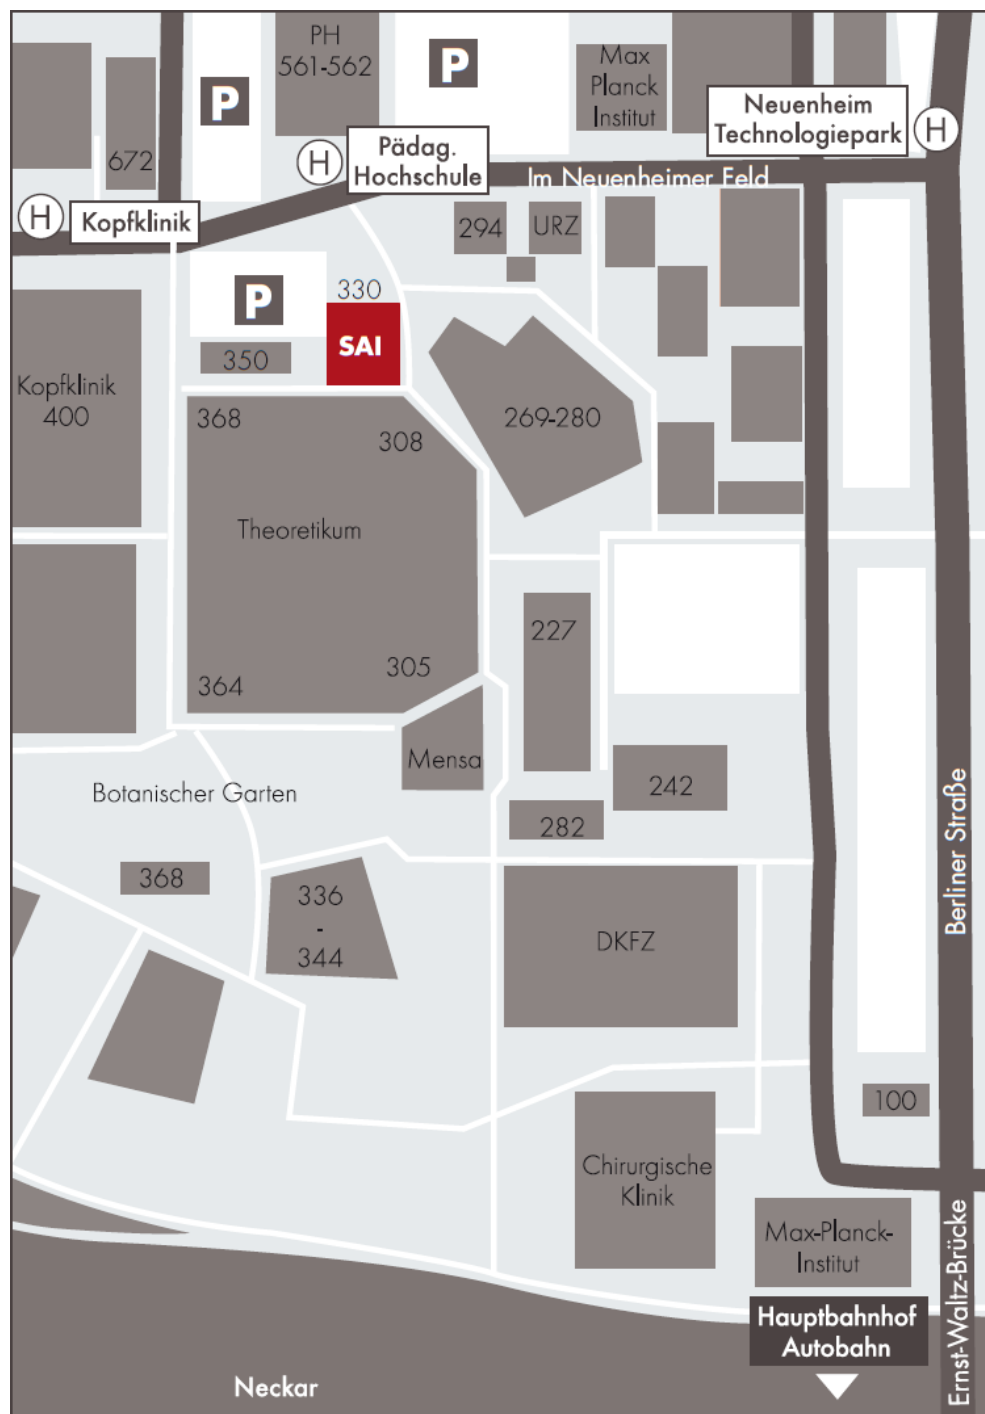 PH
561-562
P
P
Max
Planck
Institut
Neuenheim
Technologiepark
H
672
H
Pädag.
Hochschule
Im Neuenheimer Feld
H
Kopfklinik
294
URZ
330
P
SAI
350
Kopfklinik
400
368
308
269-280
Theoretikum
227
305
364
Mensa
242
Botanischer Garten
282
Berliner Straße
368
336
-
344
DKFZ
100
Chirurgische
Klinik
Max-Planck-
Institut
Ernst-Waltz-Brücke
Hauptbahnhof
Autobahn
Neckar